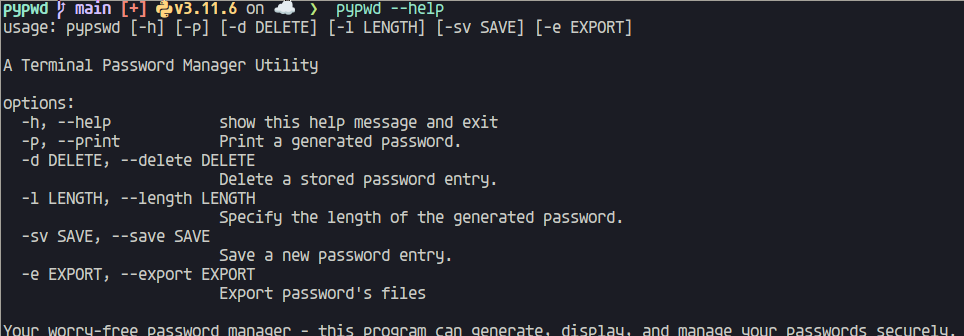 pypwd main [+] v3.11.6 on ❯ pypwd --help
usage: pypswd [-h] [-p] [-d DELETE] [-l LENGTH] [-sv SAVE] [-e EXPORT]
A Terminal Password Manager Utility
options:
-h, --help show this help message and exit
-p, --print Print a generated password.
-d DELETE, --delete DELETE
Delete a stored password entry.
-l LENGTH, --length LENGTH
Specify the length of the generated password.
-sv SAVE, --save SAVE
Save a new password entry.
-e EXPORT, --export EXPORT
Export password's files
Your worry-free password manager - this program can generate, display, and manage your passwords securely.